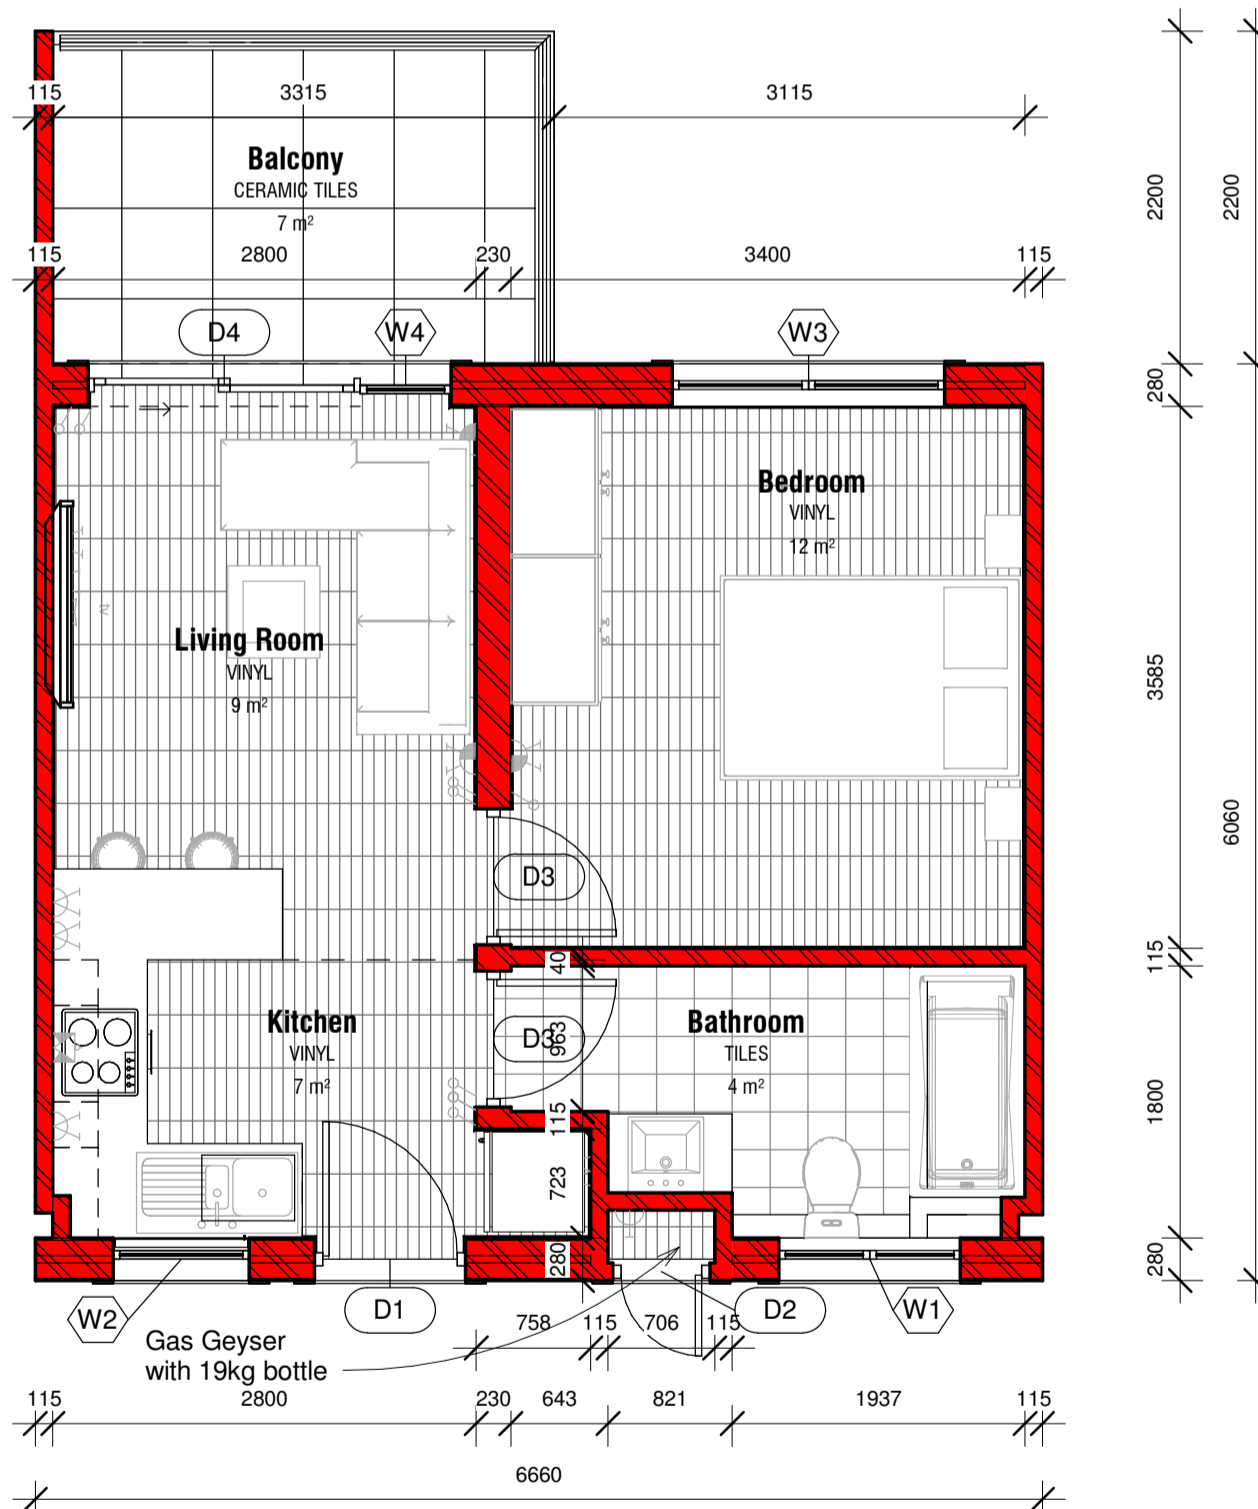 115
3315
3115
Balcony
CERAMIC TILES
7 m²
2200
2200
115
2800
230
3400
115
D4
W4
W3
280
Bedroom
VINYL
12 m²
tv
Living Room
VINYL
9 m²
3585
6060
D3
40
115
Kitchen
VINYL
7 m²
D3
963
Bathroom
TILES
4 m²
1800
115
723
280
280
W2
D1
D2
W1
758
115
706
115
Gas Geyser
with 19kg bottle
115
2800
230
643
821
1937
115
6660